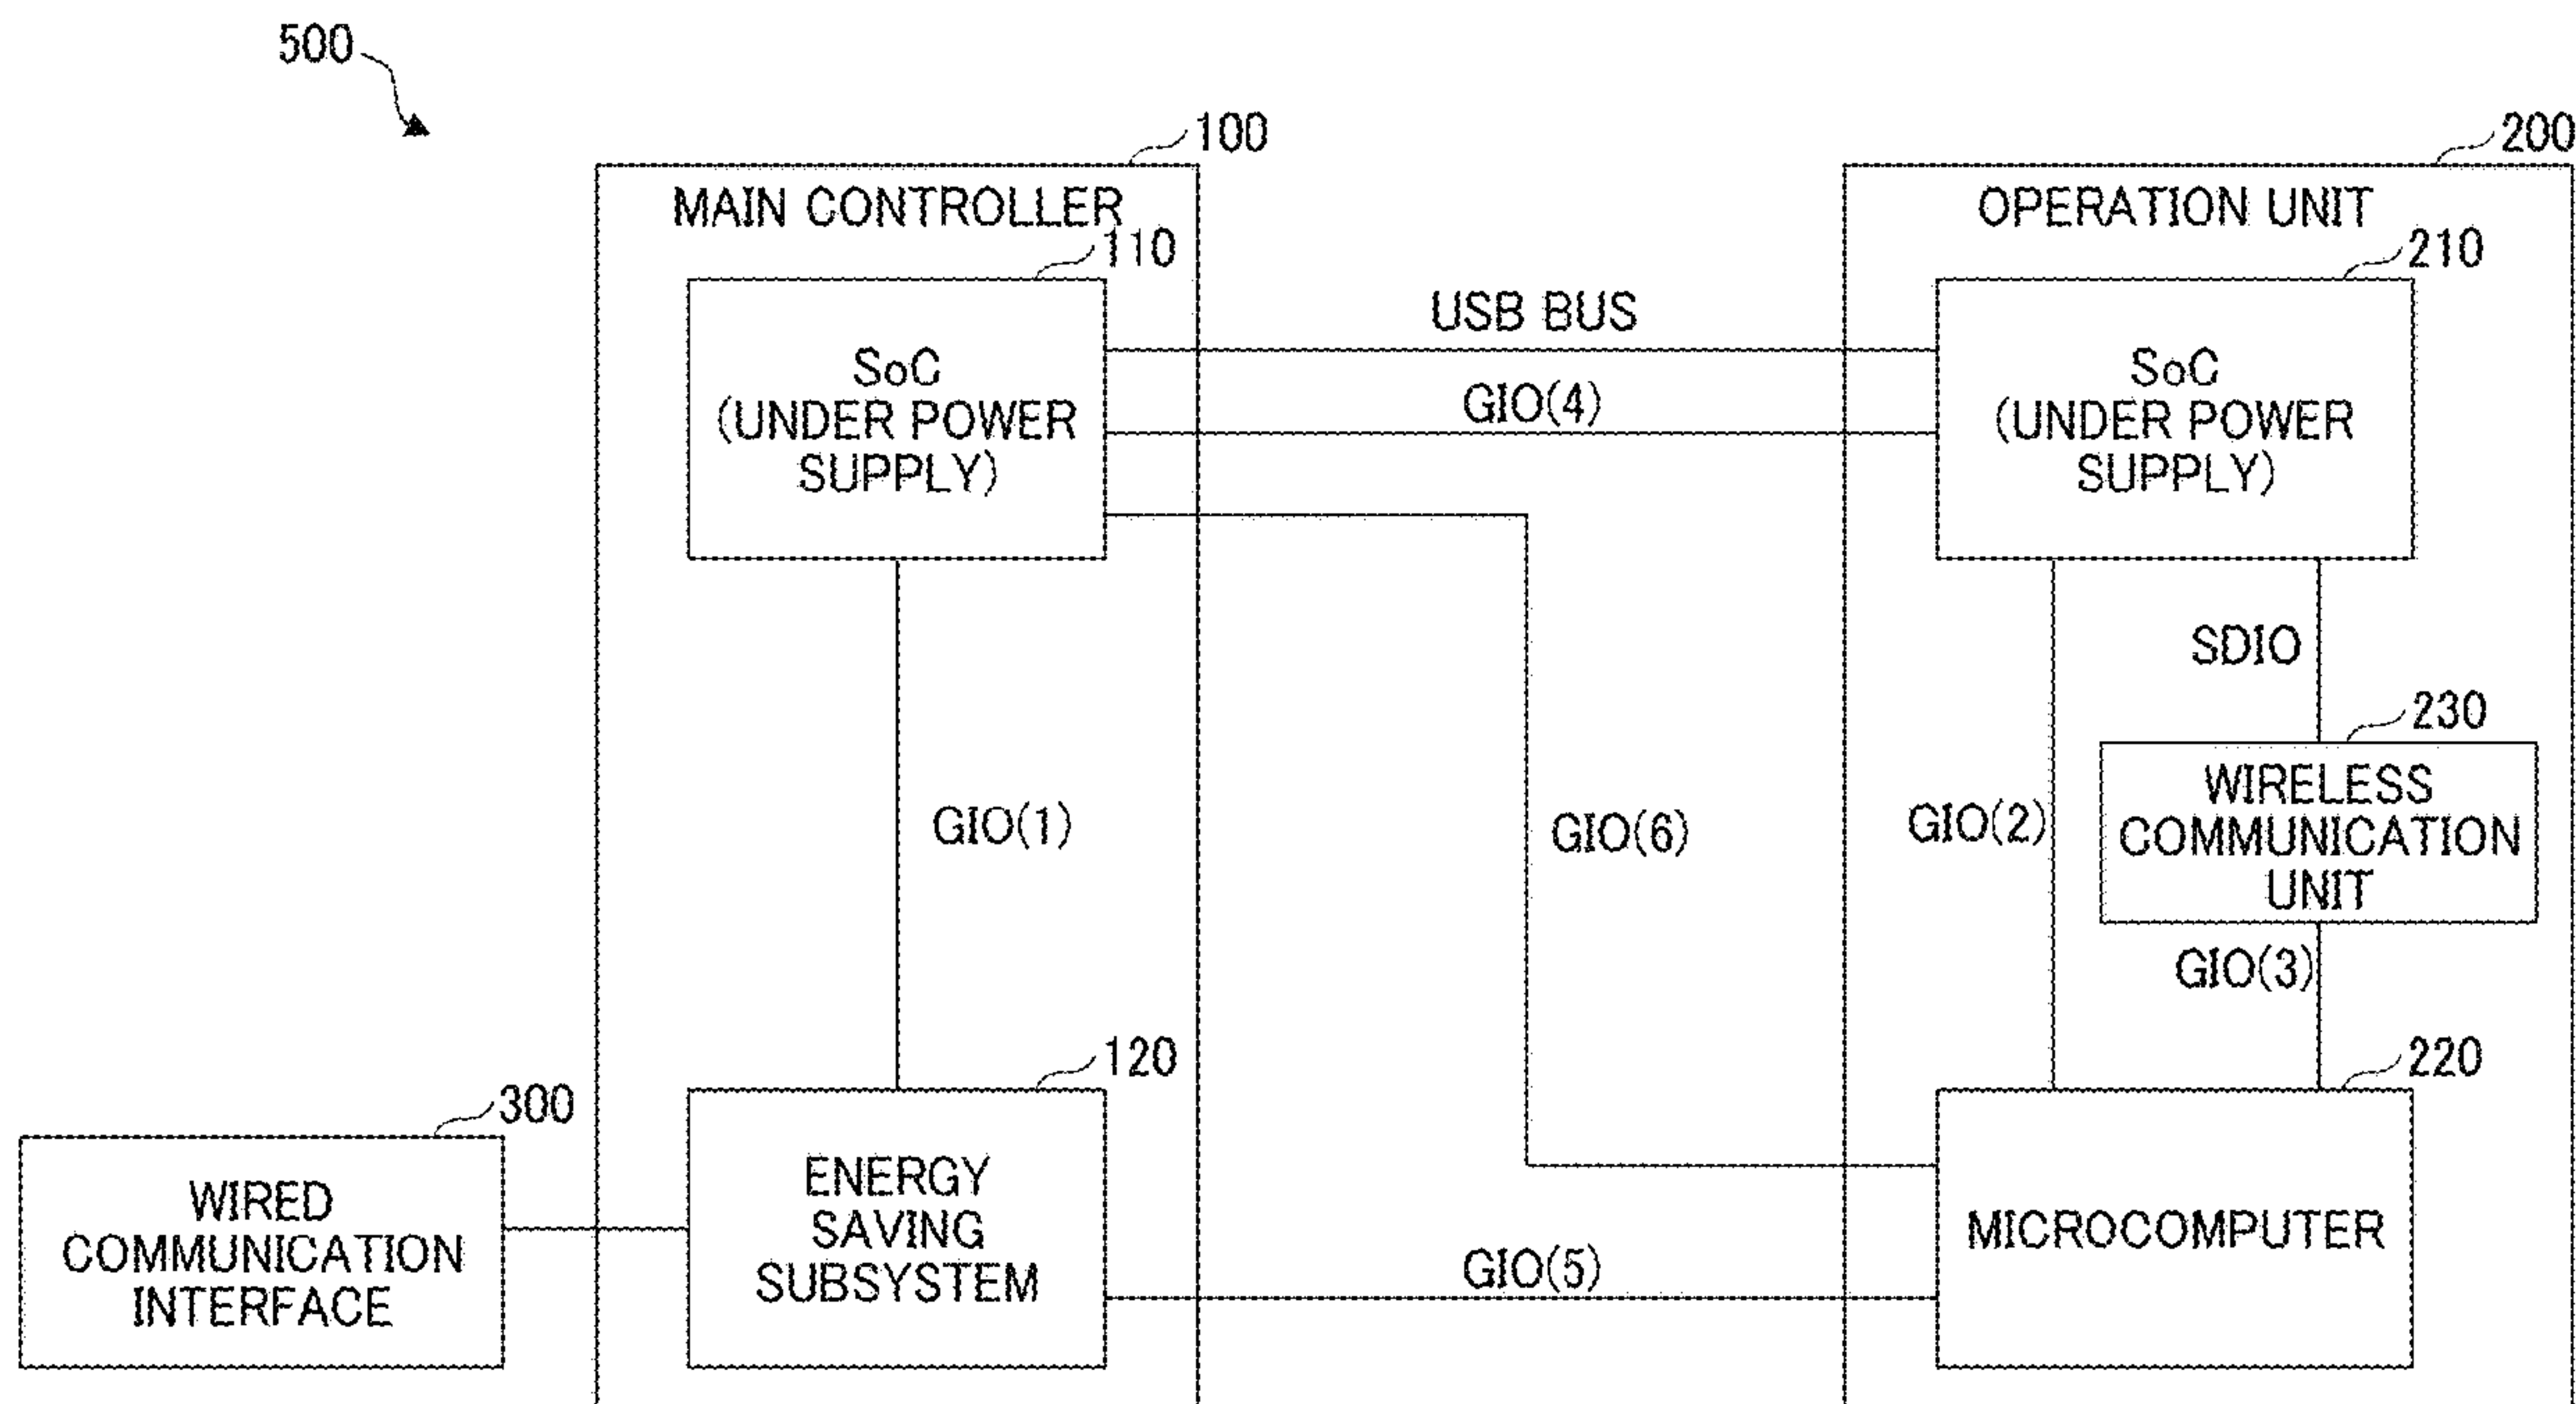 500
100
200
MAIN CONTROLLER
OPERATION UNIT
110
210
USB BUS
SoC
(UNDER POWER
SUPPLY)
GIO(4)
SoC
(UNDER POWER
SUPPLY)
SDIO
230
WIRELESS
COMMUNICATION
UNIT
GIO(1)
GIO(6)
GIO(2)
GIO(3)
120
220
300
WIRED
COMMUNICATION
INTERFACE
ENERGY
SAVING
SUBSYSTEM
GIO(5)
MICROCOMPUTER